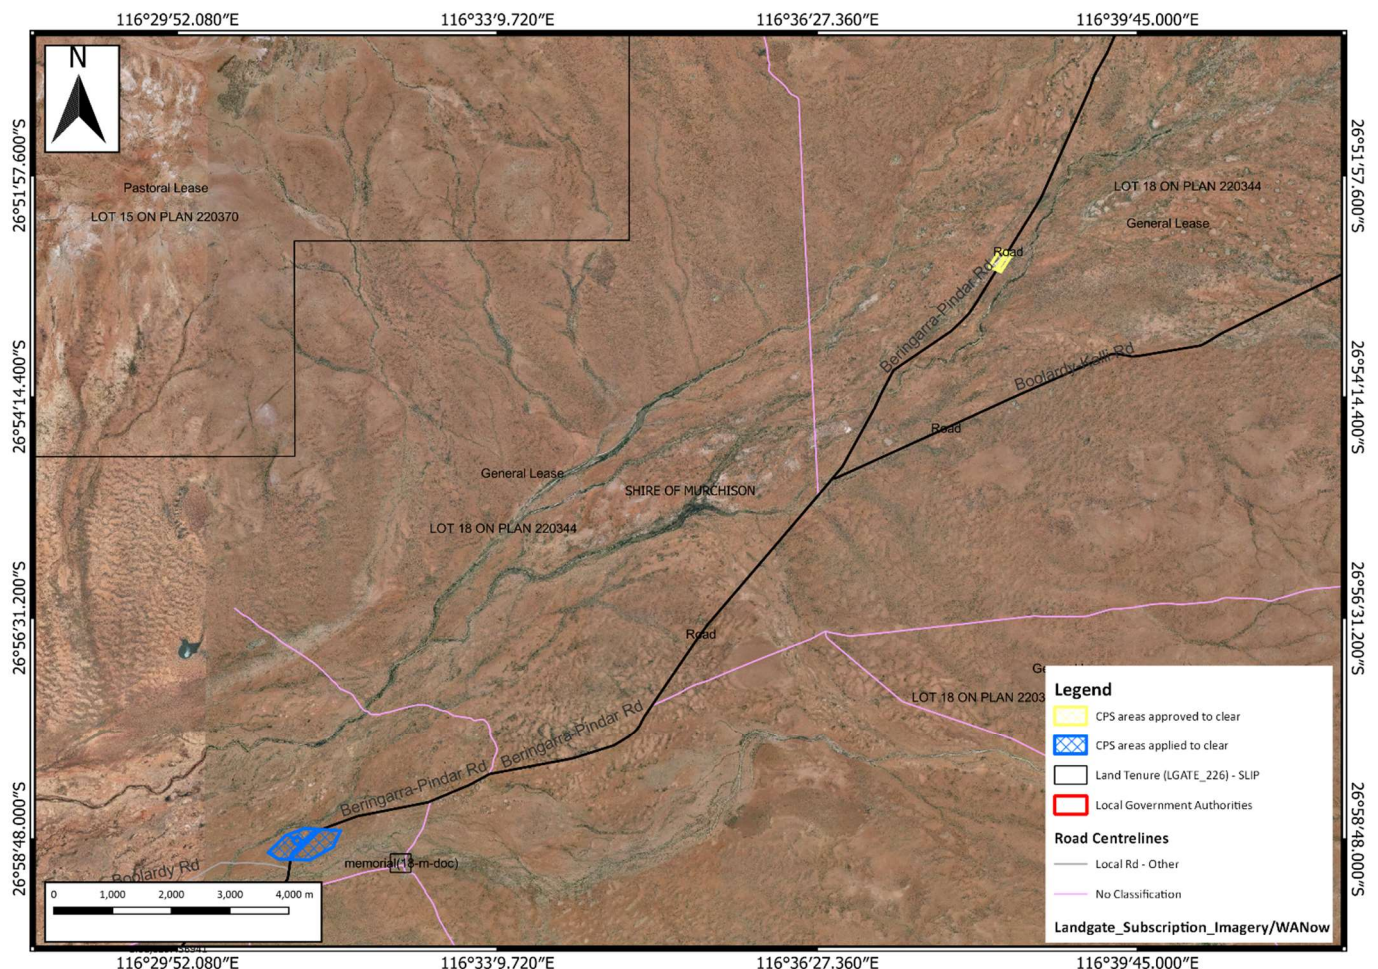 116°29′52.080″E
116°33′9.720″E
116°36′27.360″E
116°39′45.000″E
N
26°51′57.600″S
26°51′57.600″S
Pastoral Lease
LOT 15 ON PLAN 220370
LOT 18 ON PLAN 220344
General Lease
Road
Beringarra-Pindar Rd
26°54′14.400″S
26°54′14.400″S
Boolardy-Kalli Rd
Road
General Lease
SHIRE OF MURCHISON
LOT 18 ON PLAN 220344
26°56′31.200″S
26°56′31.200″S
Road
LOT 18 ON PLAN 2203
Beringarra-Pindar Rd
Beringarra-Pindar Rd
26°58′48.000″S
26°58′48.000″S
memorial(18-m-doc)
Boolardy Rd
0 1,000 2,000 3,000 4,000 m
Legend
CPS areas approved to clear
CPS areas applied to clear
Land Tenure (LGATE_226) - SLIP
Local Government Authorities
Road Centrelines
Local Rd - Other
No Classification
Landgate_Subscription_Imagery/WANow
116°29′52.080″E
116°33′9.720″E
116°36′27.360″E
116°39′45.000″E